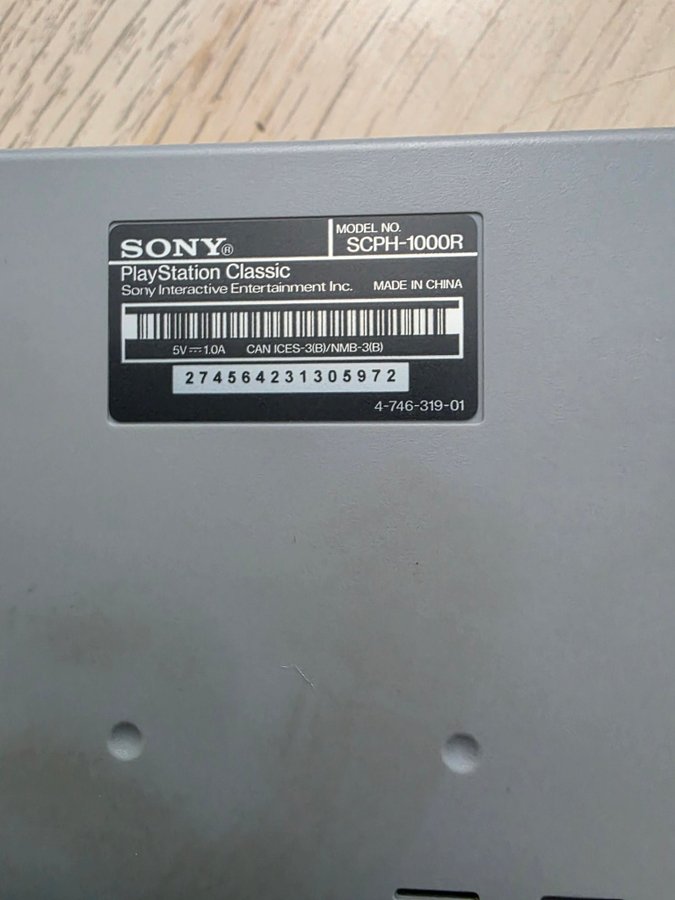 SONY®
MODEL NO.
SCPH-1000R
PlayStation Classic
Sony Interactive Entertainment Inc. MADE IN CHINA
5V⎓1.0A CAN ICES-3(B)/NMB-3(B)
274564231305972
4-746-319-01